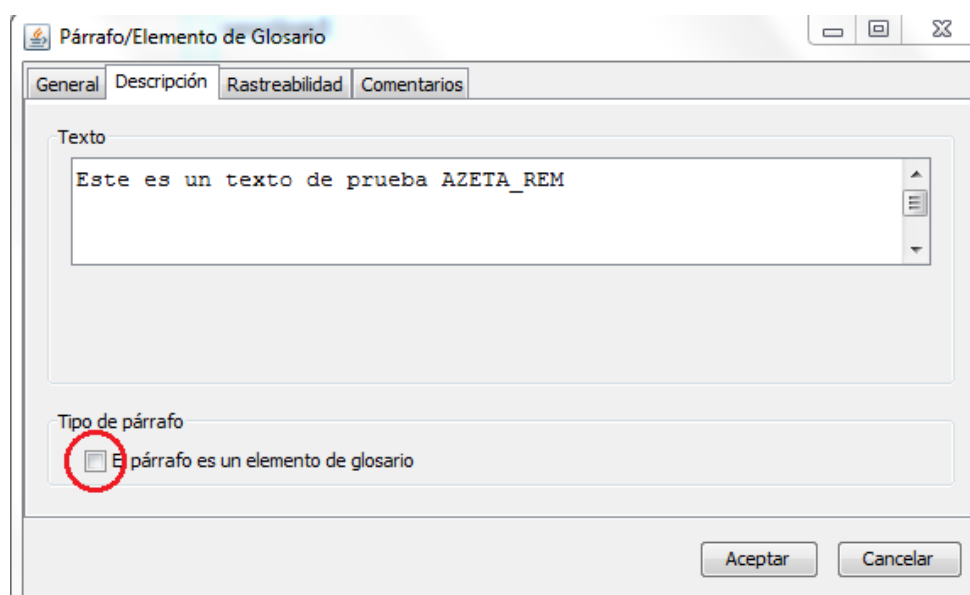 Párrafo/Elemento de Glosario
General Descripción Rastreabilidad Comentarios
Texto
Este es un texto de prueba AZETA_REM
Tipo de párrafo
El párrafo es un elemento de glosario
Aceptar Cancelar